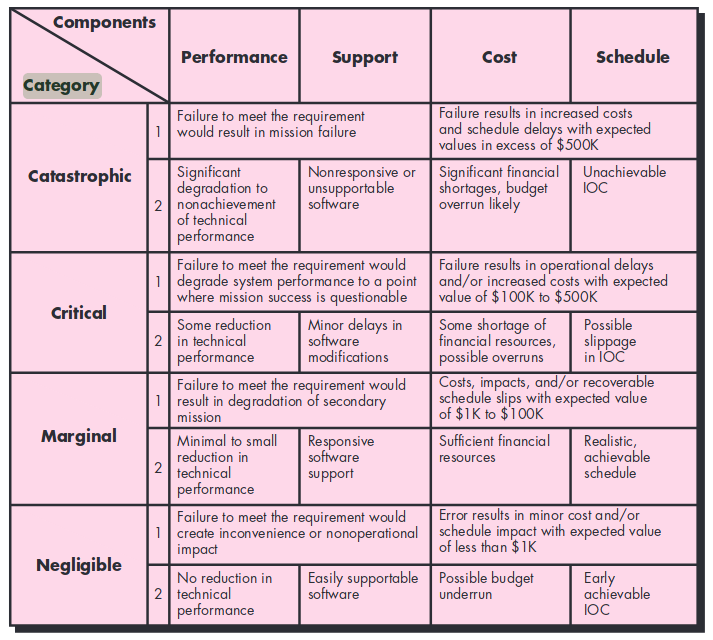 Components
Category
Performance
Support
Cost
Schedule
Catastrophic
1
Failure to meet the requirement
would result in mission failure
Failure results in increased costs
and schedule delays with expected
values in excess of $500K
2
Significant
degradation to
nonachievement
of technical
performance
Nonresponsive or
unsupportable
software
Significant financial
shortages, budget
overrun likely
Unachievable
IOC
Critical
1
Failure to meet the requirement would
degrade system performance to a point
where mission success is questionable
Failure results in operational delays
and/or increased costs with expected
value of $100K to $500K
2
Some reduction
in technical
performance
Minor delays in
software
modifications
Some shortage of
financial resources,
possible overruns
Possible
slippage
in IOC
Marginal
1
Failure to meet the requirement would
result in degradation of secondary
mission
Costs, impacts, and/or recoverable
schedule slips with expected value
of $1K to $100K
2
Minimal to small
reduction in
technical
performance
Responsive
software
support
Sufficient financial
resources
Realistic,
achievable
schedule
Negligible
1
Failure to meet the requirement would
create inconvenience or nonoperational
impact
Error results in minor cost and/or
schedule impact with expected value
of less than $1K
2
No reduction in
technical
performance
Easily supportable
software
Possible budget
underrun
Early
achievable
IOC